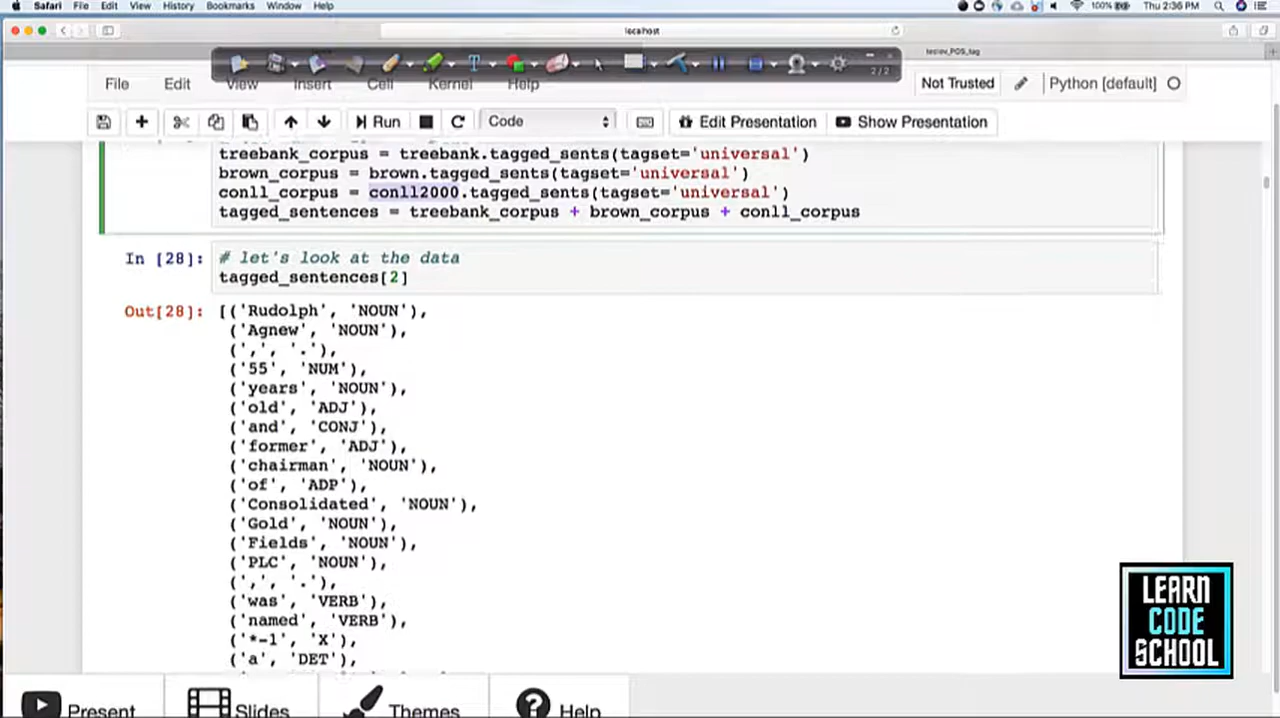 Safari File Edit View History Bookmarks Window Help 100% Thu 2:36 PM
localhost
teslev_POS_tag
2/2
File Edit View Insert Cell Kernel Help Not Trusted Python [default]
Run Code Edit Presentation Show Presentation
treebank_corpus = treebank.tagged_sents(tagset='universal')
brown_corpus = brown.tagged_sents(tagset='universal')
conll_corpus = conll2000.tagged_sents(tagset='universal')
tagged_sentences = treebank_corpus + brown_corpus + conll_corpus
In [28]: # let's look at the data
tagged_sentences[2]
Out[28]: [('Rudolph', 'NOUN'),
('Agnew', 'NOUN'),
(',', '.'),
('55', 'NUM'),
('years', 'NOUN'),
('old', 'ADJ'),
('and', 'CONJ'),
('former', 'ADJ'),
('chairman', 'NOUN'),
('of', 'ADP'),
('Consolidated', 'NOUN'),
('Gold', 'NOUN'),
('Fields', 'NOUN'),
('PLC', 'NOUN'),
(',', '.'),
('was', 'VERB'),
('named', 'VERB'),
('*-1', 'X'),
('a', 'DET'),
LEARN
CODE
SCHOOL
Present Slides Themes Help